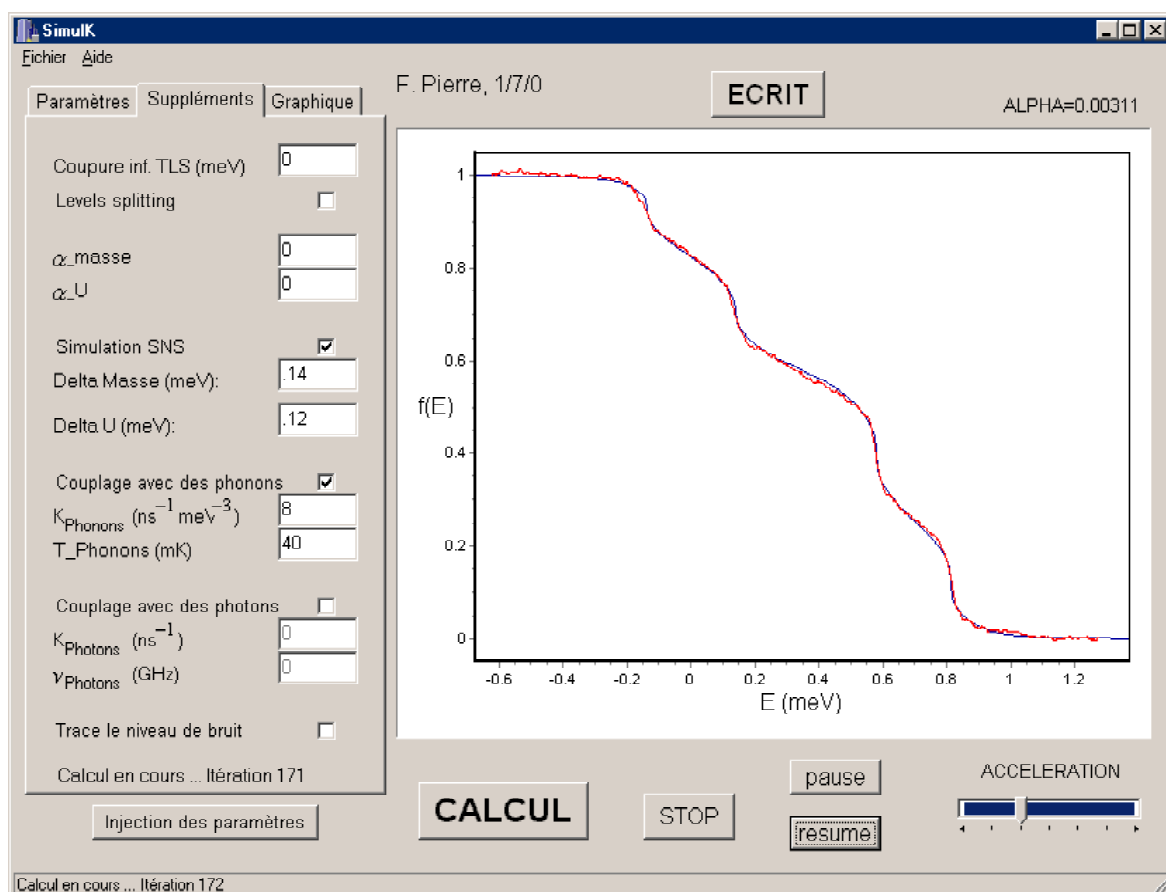 SimulK
Fichier Aide
Paramètres Suppléments Graphique
F. Pierre, 1/7/0
ECRIT
ALPHA=0.00311
Coupure inf. TLS (meV) 0
Levels splitting
α_masse 0
α_U 0
Simulation SNS
Delta Masse (meV): .14
Delta U (meV): .12
Couplage avec des phonons
K_Phonons (ns⁻¹ meV⁻³) 8
T_Phonons (mK) 40
Couplage avec des photons
K_Photons (ns⁻¹) 0
ν_Photons (GHz) 0
Trace le niveau de bruit
Calcul en cours ... Itération 171
Injection des paramètres
1
0.8
0.6
f(E)
0.4
0.2
0
-0.6 -0.4 -0.2 0 0.2 0.4 0.6 0.8 1 1.2
E (meV)
CALCUL
STOP
pause
resume
ACCELERATION
Calcul en cours ... Itération 172